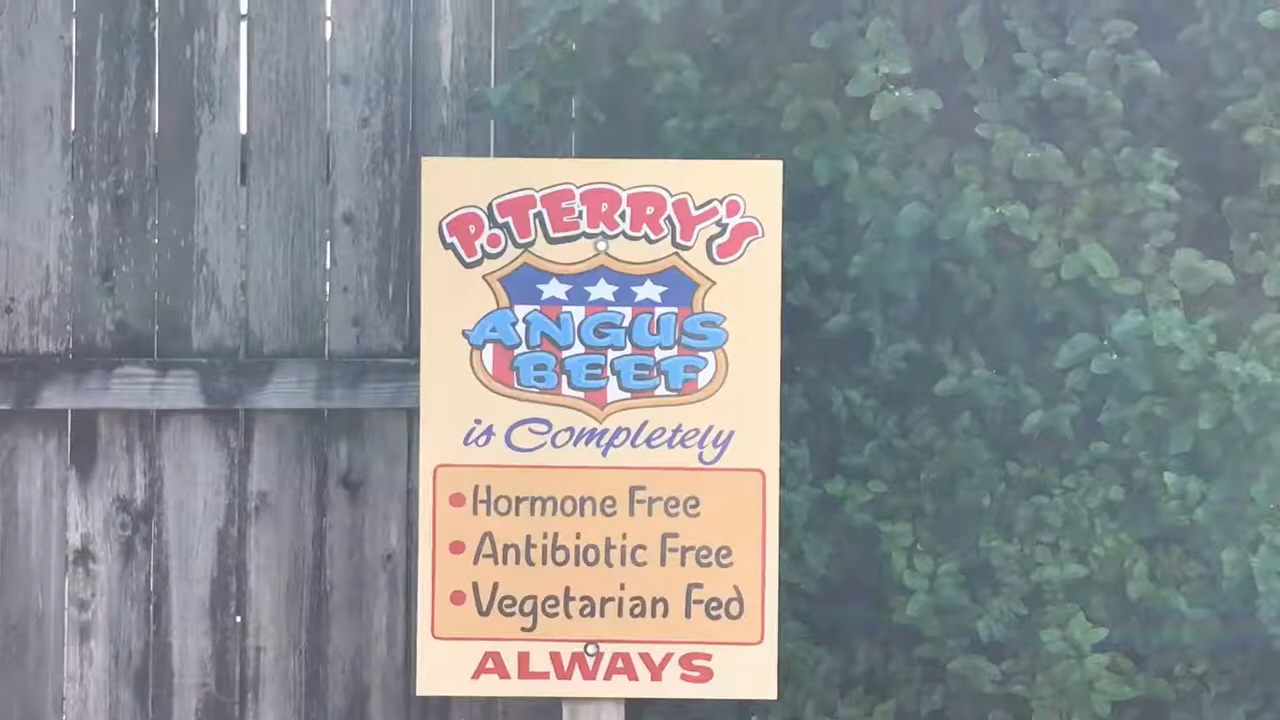 P. TERRY'S
ANGUS
BEEF
is Completely
• Hormone Free
• Antibiotic Free
• Vegetarian Fed
ALWAYS